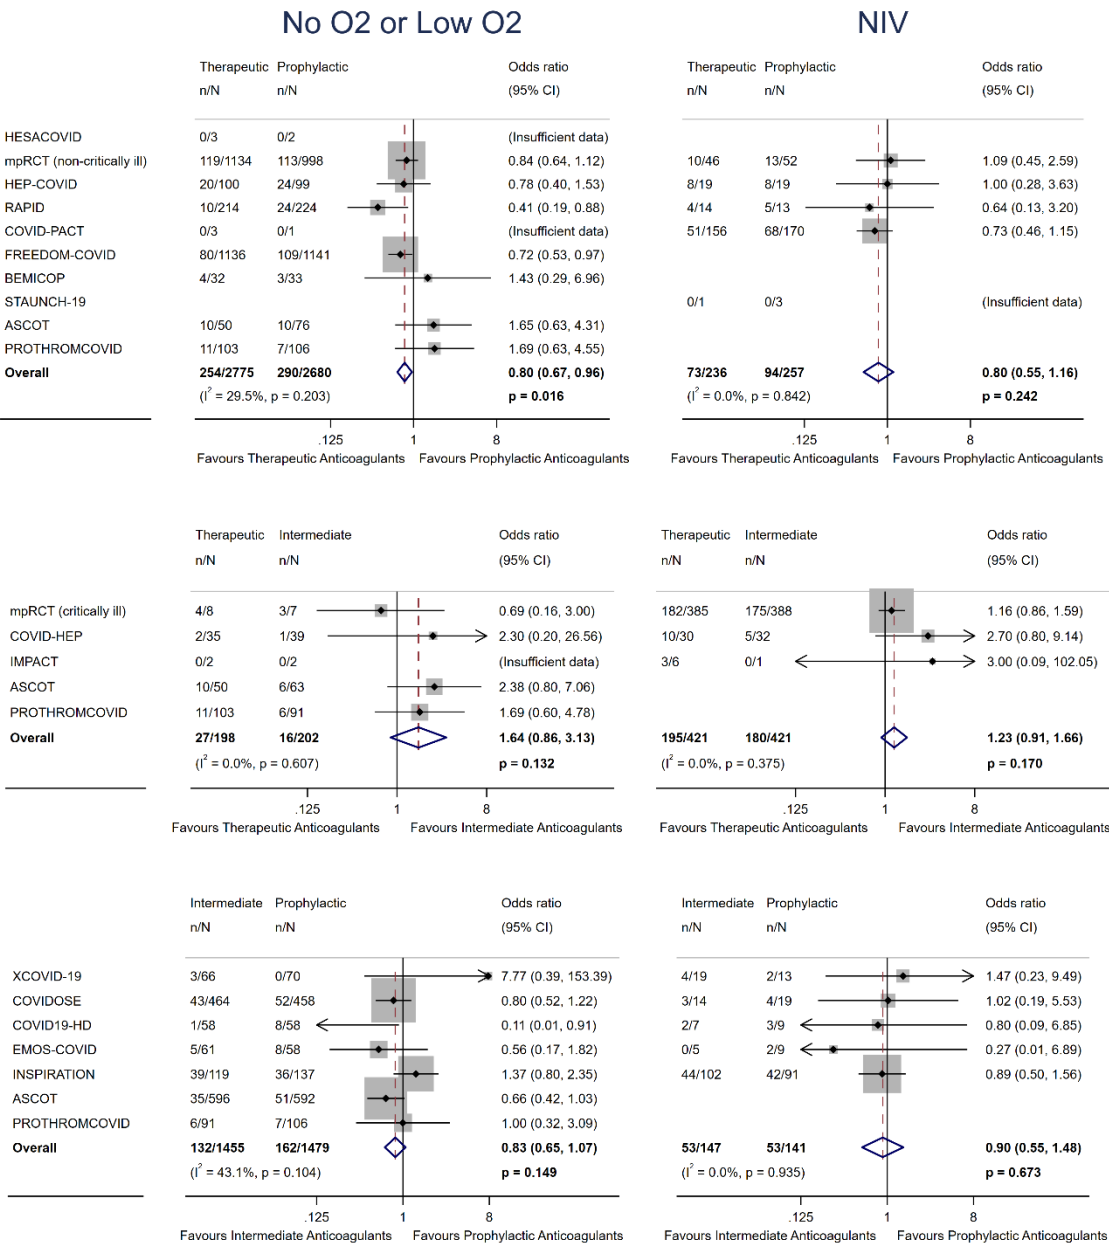 No O2 or Low O2 NIV
Therapeutic Prophylactic Odds ratio Therapeutic Prophylactic Odds ratio
n/N n/N (95% CI) n/N n/N (95% CI)
HESACOVID 0/3 0/2 (Insufficient data)
mpRCT (non-critically ill) 119/1134 113/998 0.84 (0.64, 1.12) 10/46 13/52 1.09 (0.45, 2.59)
HEP-COVID 20/100 24/99 0.78 (0.40, 1.53) 8/19 8/19 1.00 (0.28, 3.63)
RAPID 10/214 24/224 0.41 (0.19, 0.88) 4/14 5/13 0.64 (0.13, 3.20)
COVID-PACT 0/3 0/1 (Insufficient data) 51/156 68/170 0.73 (0.46, 1.15)
FREEDOM-COVID 80/1136 109/1141 0.72 (0.53, 0.97)
BEMICOP 4/32 3/33 1.43 (0.29, 6.96)
STAUNCH-19 0/1 0/3 (Insufficient data)
ASCOT 10/50 10/76 1.65 (0.63, 4.31)
PROTHROMCOVID 11/103 7/106 1.69 (0.63, 4.55)
Overall 254/2775 290/2680 0.80 (0.67, 0.96) 73/236 94/257 0.80 (0.55, 1.16)
(I² = 29.5%, p = 0.203) p = 0.016 (I² = 0.0%, p = 0.842) p = 0.242
.125 1 8 .125 1 8
Favours Therapeutic Anticoagulants Favours Prophylactic Anticoagulants Favours Therapeutic Anticoagulants Favours Prophylactic Anticoagulants
Therapeutic Intermediate Odds ratio Therapeutic Intermediate Odds ratio
n/N n/N (95% CI) n/N n/N (95% CI)
mpRCT (critically ill) 4/8 3/7 0.69 (0.16, 3.00) 182/385 175/388 1.16 (0.86, 1.59)
COVID-HEP 2/35 1/39 2.30 (0.20, 26.56) 10/30 5/32 2.70 (0.80, 9.14)
IMPACT 0/2 0/2 (Insufficient data) 3/6 0/1 3.00 (0.09, 102.05)
ASCOT 10/50 6/63 2.38 (0.80, 7.06)
PROTHROMCOVID 11/103 6/91 1.69 (0.60, 4.78)
Overall 27/198 16/202 1.64 (0.86, 3.13) 195/421 180/421 1.23 (0.91, 1.66)
(I² = 0.0%, p = 0.607) p = 0.132 (I² = 0.0%, p = 0.375) p = 0.170
.125 1 8 .125 1 8
Favours Therapeutic Anticoagulants Favours Intermediate Anticoagulants Favours Therapeutic Anticoagulants Favours Intermediate Anticoagulants
Intermediate Prophylactic Odds ratio Intermediate Prophylactic Odds ratio
n/N n/N (95% CI) n/N n/N (95% CI)
XCOVID-19 3/66 0/70 7.77 (0.39, 153.39) 4/19 2/13 1.47 (0.23, 9.49)
COVIDOSE 43/464 52/458 0.80 (0.52, 1.22) 3/14 4/19 1.02 (0.19, 5.53)
COVID19-HD 1/58 8/58 0.11 (0.01, 0.91) 2/7 3/9 0.80 (0.09, 6.85)
EMOS-COVID 5/61 8/58 0.56 (0.17, 1.82) 0/5 2/9 0.27 (0.01, 6.89)
INSPIRATION 39/119 36/137 1.37 (0.80, 2.35) 44/102 42/91 0.89 (0.50, 1.56)
ASCOT 35/596 51/592 0.66 (0.42, 1.03)
PROTHROMCOVID 6/91 7/106 1.00 (0.32, 3.09)
Overall 132/1455 162/1479 0.83 (0.65, 1.07) 53/147 53/141 0.90 (0.55, 1.48)
(I² = 43.1%, p = 0.104) p = 0.149 (I² = 0.0%, p = 0.935) p = 0.673
.125 1 8 .125 1 8
Favours Intermediate Anticoagulants Favours Prophylactic Anticoagulants Favours Intermediate Anticoagulants Favours Prophylactic Anticoagulants